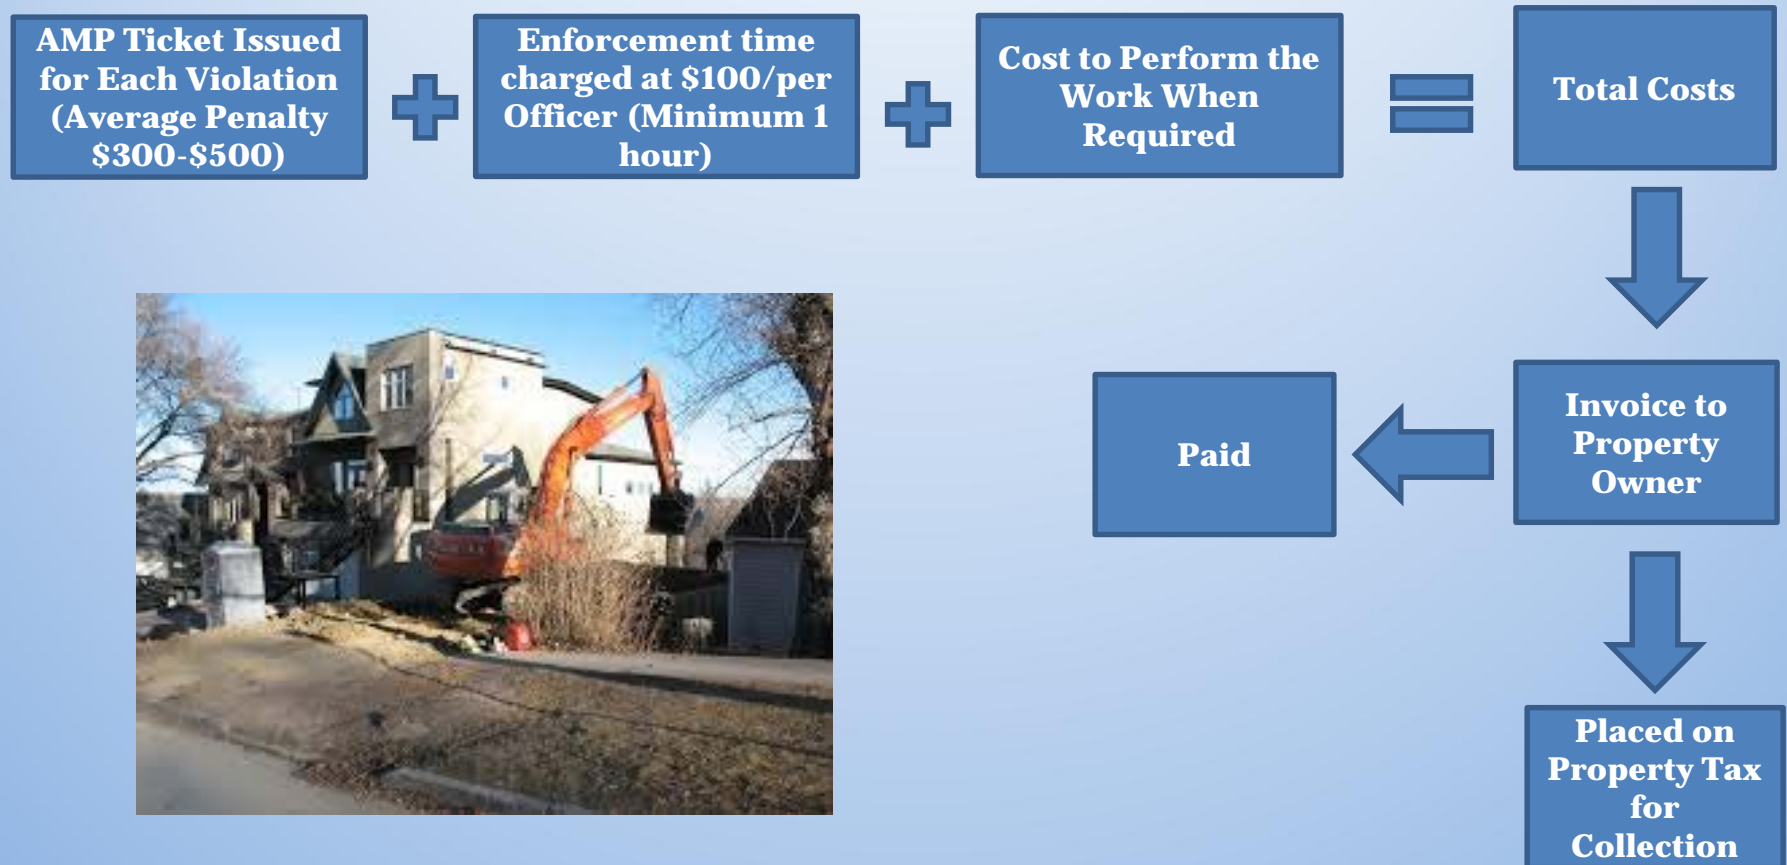 AMP Ticket Issued
for Each Violation
(Average Penalty
$300-$500)
Enforcement time
charged at $100/per
Officer (Minimum 1
hour)
Cost to Perform the
Work When
Required
Total Costs
Invoice to
Property
Owner
Paid
Placed on
Property Tax
for
Collection